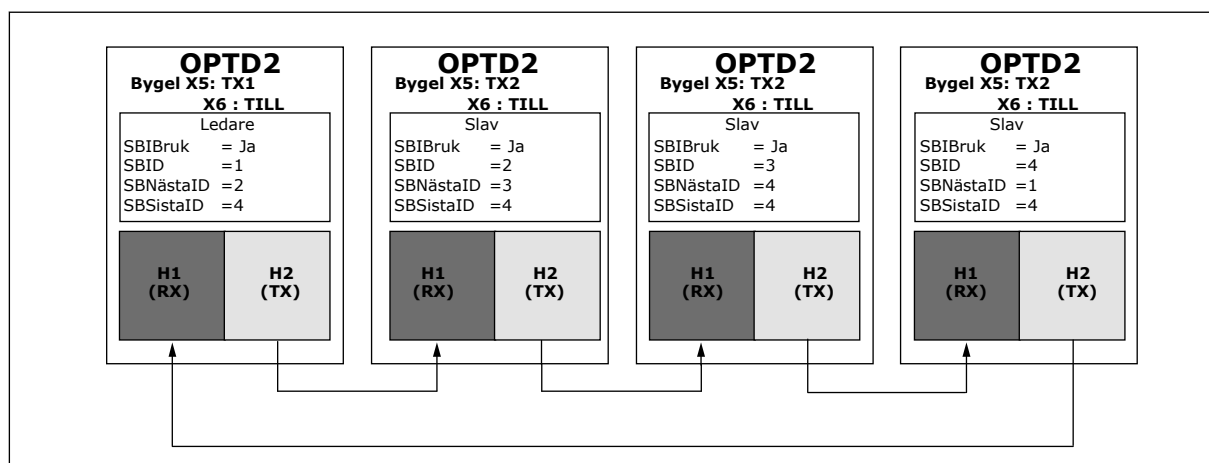 OPTD2
Bygel X5: TX1
X6 : TILL
Ledare
SBIBruk = Ja
SBID =1
SBNästaID =2
SBSistaID =4
H1
(RX)
H2
(TX)
OPTD2
Bygel X5: TX2
X6 : TILL
Slav
SBIBruk = Ja
SBID =2
SBNästaID =3
SBSistaID =4
H1
(RX)
H2
(TX)
OPTD2
Bygel X5: TX2
X6 : TILL
Slav
SBIBruk = Ja
SBID =3
SBNästaID =4
SBSistaID =4
H1
(RX)
H2
(TX)
OPTD2
Bygel X5: TX2
X6 : TILL
Slav
SBIBruk = Ja
SBID =4
SBNästaID =1
SBSistaID =4
H1
(RX)
H2
(TX)